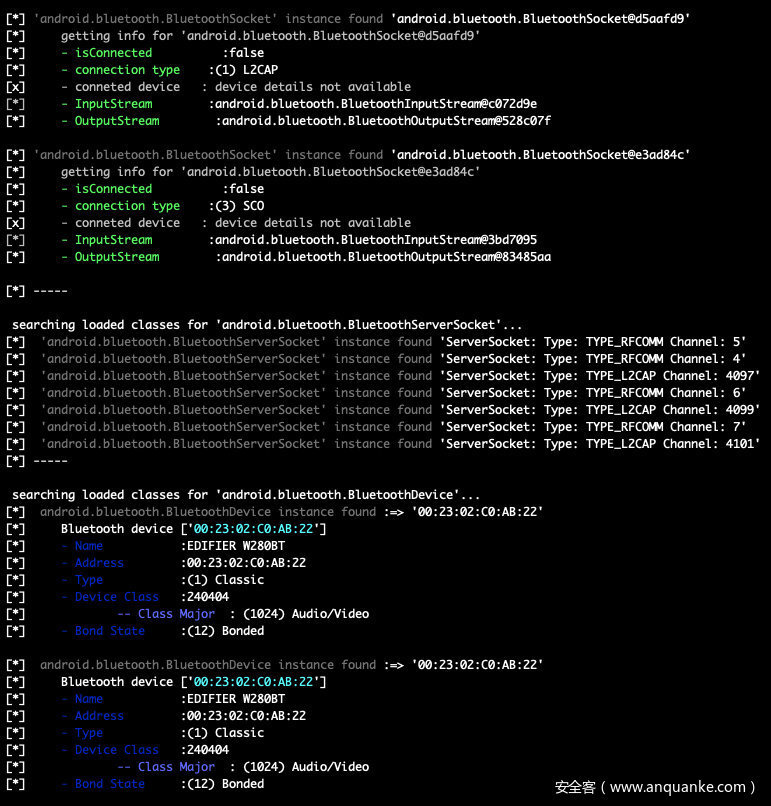 [*] 'android.bluetooth.BluetoothSocket' instance found 'android.bluetooth.BluetoothSocket@d5aafd9'
[*] getting info for 'android.bluetooth.BluetoothSocket@d5aafd9'
[*] - isConnected :false
[*] - connection type :(1) L2CAP
[x] - conneted device : device details not available
[*] - InputStream :android.bluetooth.BluetoothInputStream@c072d9e
[*] - OutputStream :android.bluetooth.BluetoothOutputStream@528c07f
[*] 'android.bluetooth.BluetoothSocket' instance found 'android.bluetooth.BluetoothSocket@e3ad84c'
[*] getting info for 'android.bluetooth.BluetoothSocket@e3ad84c'
[*] - isConnected :false
[*] - connection type :(3) SCO
[x] - conneted device : device details not available
[*] - InputStream :android.bluetooth.BluetoothInputStream@3bd7095
[*] - OutputStream :android.bluetooth.BluetoothOutputStream@83485aa
[*] -----
searching loaded classes for 'android.bluetooth.BluetoothServerSocket'...
[*] 'android.bluetooth.BluetoothServerSocket' instance found 'ServerSocket: Type: TYPE_RFCOMM Channel: 5'
[*] 'android.bluetooth.BluetoothServerSocket' instance found 'ServerSocket: Type: TYPE_RFCOMM Channel: 4'
[*] 'android.bluetooth.BluetoothServerSocket' instance found 'ServerSocket: Type: TYPE_L2CAP Channel: 4097'
[*] 'android.bluetooth.BluetoothServerSocket' instance found 'ServerSocket: Type: TYPE_RFCOMM Channel: 6'
[*] 'android.bluetooth.BluetoothServerSocket' instance found 'ServerSocket: Type: TYPE_L2CAP Channel: 4099'
[*] 'android.bluetooth.BluetoothServerSocket' instance found 'ServerSocket: Type: TYPE_RFCOMM Channel: 7'
[*] 'android.bluetooth.BluetoothServerSocket' instance found 'ServerSocket: Type: TYPE_L2CAP Channel: 4101'
[*] -----
searching loaded classes for 'android.bluetooth.BluetoothDevice'...
[*] android.bluetooth.BluetoothDevice instance found :=> '00:23:02:C0:AB:22'
[*] Bluetooth device ['00:23:02:C0:AB:22']
[*] - Name :EDIFIER W280BT
[*] - Address :00:23:02:C0:AB:22
[*] - Type :(1) Classic
[*] - Device Class :240404
[*] -- Class Major : (1024) Audio/Video
[*] - Bond State :(12) Bonded
[*] android.bluetooth.BluetoothDevice instance found :=> '00:23:02:C0:AB:22'
[*] Bluetooth device ['00:23:02:C0:AB:22']
[*] - Name :EDIFIER W280BT
[*] - Address :00:23:02:C0:AB:22
[*] - Type :(1) Classic
[*] - Device Class :240404
[*] -- Class Major : (1024) Audio/Video
[*] - Bond State :(12) Bonded
安全客（www.anquanke.com）